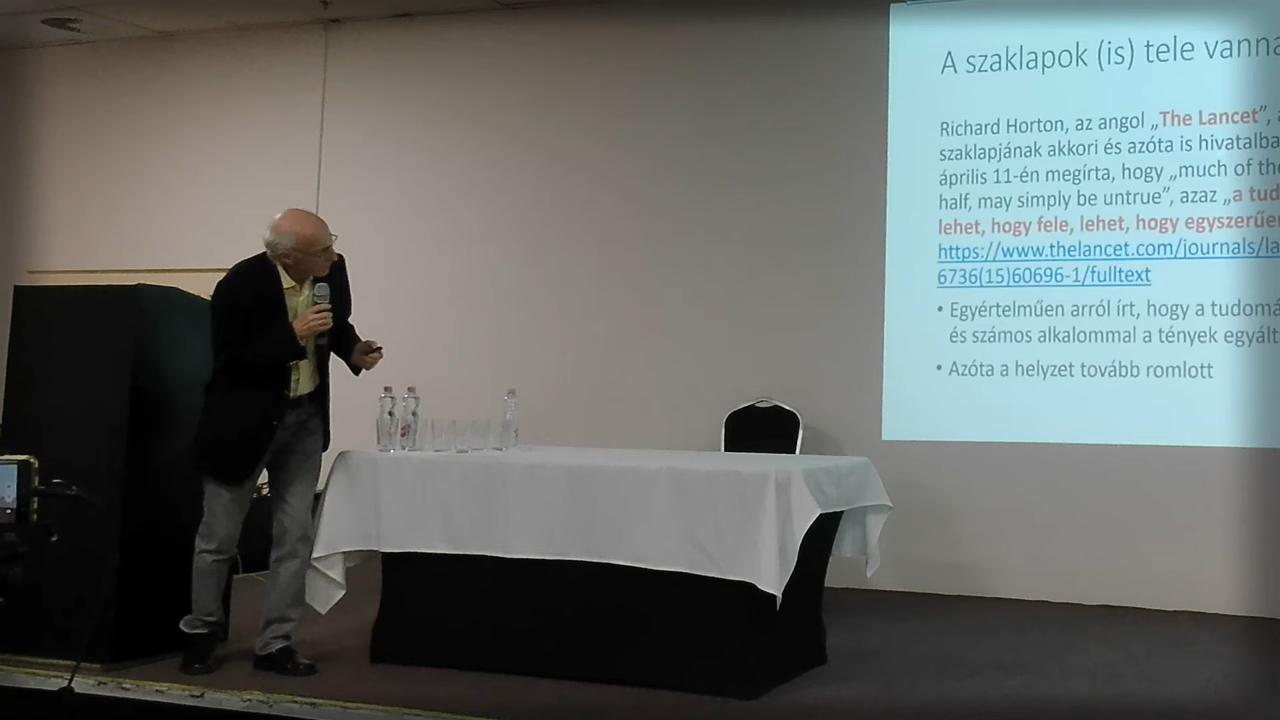 A szaklapok (is) tele vanna
Richard Horton, az angol „The Lancet”, a
szaklapjának akkori és azóta is hivatalba
április 11-én megírta, hogy „much of the
half, may simply be untrue”, azaz „a tud
lehet, hogy fele, lehet, hogy egyszerűen
https://www.thelancet.com/journals/la
6736(15)60696-1/fulltext
• Egyértelműen arról írt, hogy a tudomá
és számos alkalommal a tények egyált
• Azóta a helyzet tovább romlott